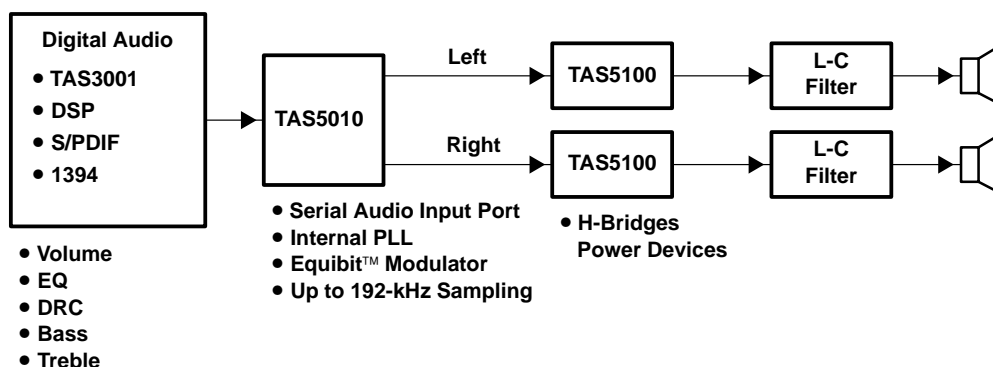 Digital Audio
• TAS3001
• DSP
• S/PDIF
• 1394
• Volume
• EQ
• DRC
• Bass
• Treble
TAS5010
• Serial Audio Input Port
• Internal PLL
• Equibit™ Modulator
• Up to 192-kHz Sampling
Left
Right
TAS5100
TAS5100
• H-Bridges
Power Devices
L-C
Filter
L-C
Filter